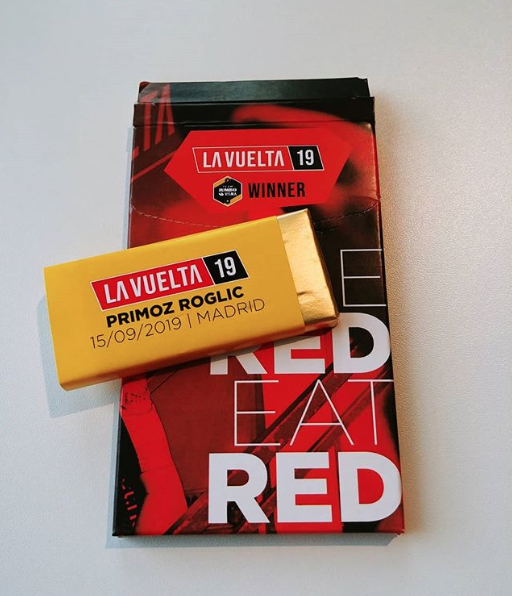 LA VUELTA 19
WINNER
LA VUELTA 19
PRIMOZ ROGLIC
15/09/2019 | MADRID
E
RED
EAT
RED